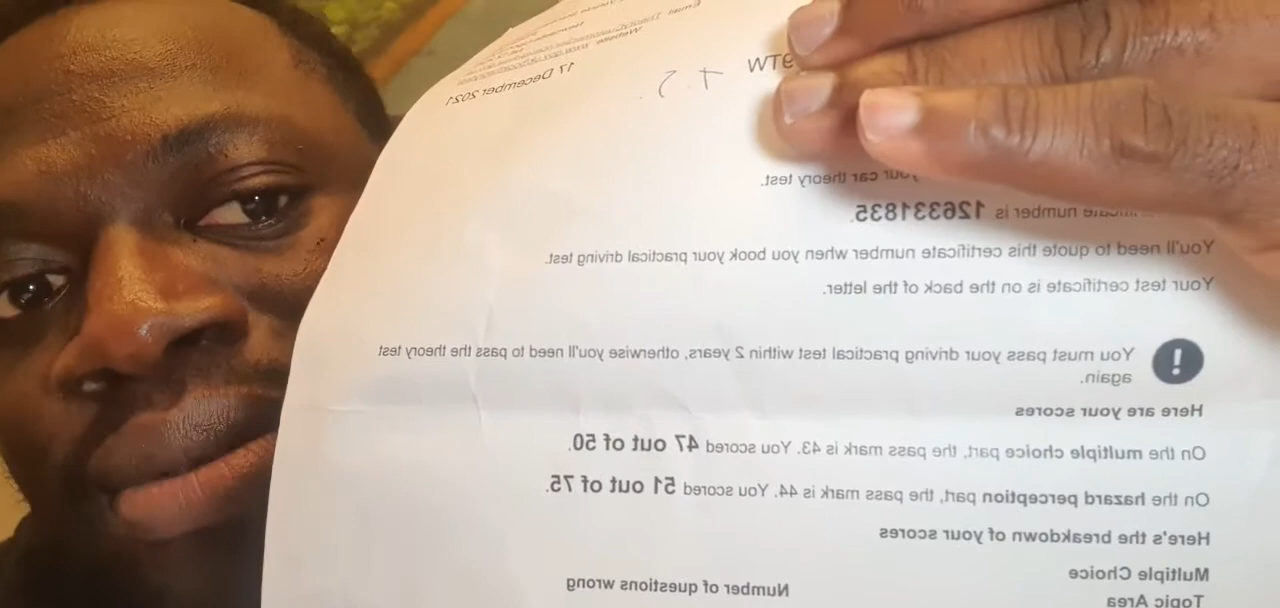 17 December 2021
your car theory test.
number is 126331835.
You'll need to quote this certificate number when you book your practical driving test.
Your test certificate is on the back of the letter.
! You must pass your driving practical test within 2 years, otherwise you'll need to pass the theory test
again.
Here are your scores
On the multiple choice part, the pass mark is 43. You scored 47 out of 50.
On the hazard perception part, the pass mark is 44. You scored 51 out of 75.
Here's the breakdown of your scores
Multiple Choice
Topic Area Number of questions wrong